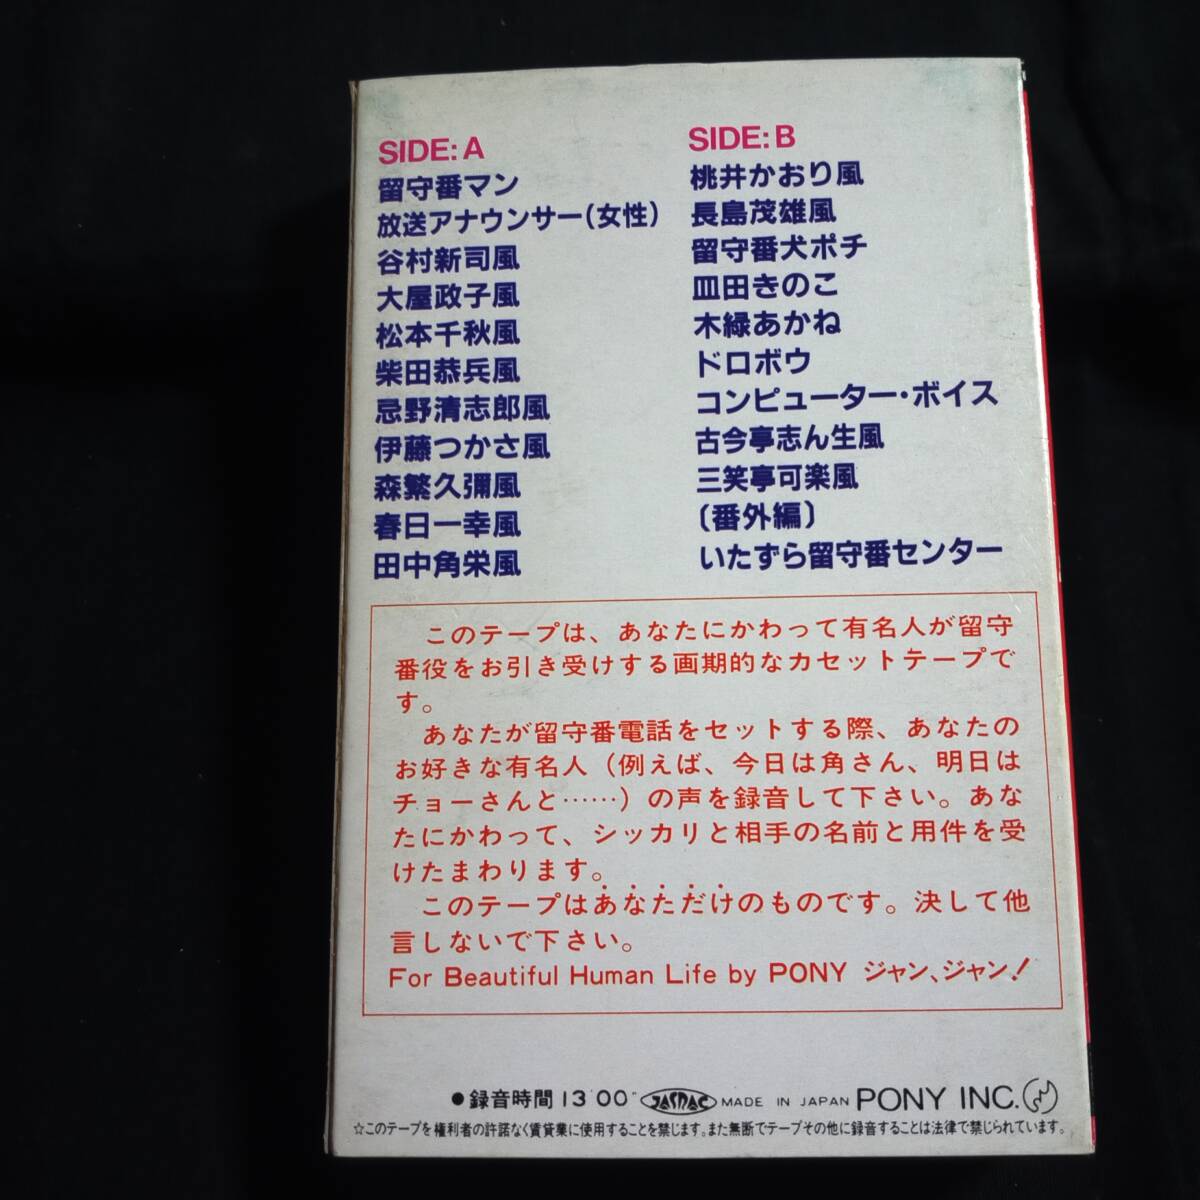 SIDE: A
留守番マン
放送アナウンサー(女性)
谷村新司風
大屋政子風
松本千秋風
柴田恭兵風
忌野清志郎風
伊藤つかさ風
森繁久彌風
春日一幸風
田中角栄風
SIDE: B
桃井かおり風
長島茂雄風
留守番犬ポチ
皿田きのこ
木緑あかね
ドロボウ
コンピューター・ボイス
古今亭志ん生風
三笑亭可楽風
〔番外編〕
いたずら留守番センター
このテープは、あなたにかわって有名人が留守
番役をお引き受けする画期的なカセットテープで
す。
あなたが留守番電話をセットする際、あなたの
お好きな有名人(例えば、今日は角さん、明日は
チョーさんと……)の声を録音して下さい。あな
たにかわって、シッカリと相手の名前と用件を受
けたまわります。
このテープはあなただけのものです。決して他
言しないで下さい。
For Beautiful Human Life by PONY ジャン、ジャン!
●録音時間 13'00" JASRAC MADE IN JAPAN PONY INC.
☆このテープを権利者の許諾なく賃貸業に使用することを禁じます。また無断でテープその他に録音することは法律で禁じられています。